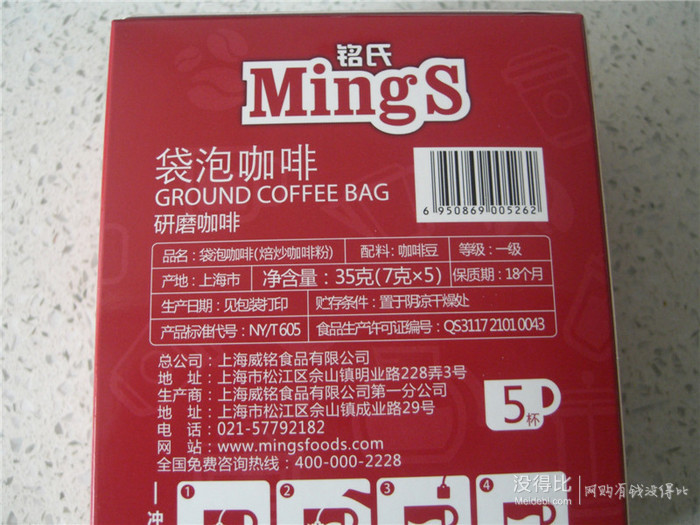 铭氏
MingS
袋泡咖啡
GROUND COFFEE BAG
研磨咖啡
6 950869 005262
品名：袋泡咖啡(焙炒咖啡粉) 配料：咖啡豆 等级：一级
产地：上海市 净含量：35克(7克×5) 保质期：18个月
生产日期：见包装打印 贮存条件：置于阴凉干燥处
产品标准代号：NY/T 605 食品生产许可证编号：QS3117 2101 0043
总公司：上海威铭食品有限公司
地 址：上海市松江区佘山镇明业路228弄3号
生产商：上海威铭食品有限公司第一分公司
地 址：上海市松江区佘山镇成业路29号
电 话：021-57792182
网 站：www.mingsfoods.com
全国免费咨询热线：400-000-2228
5杯
1 2 3 4
冲
没得比
Meidebi.com
网购有钱没得比